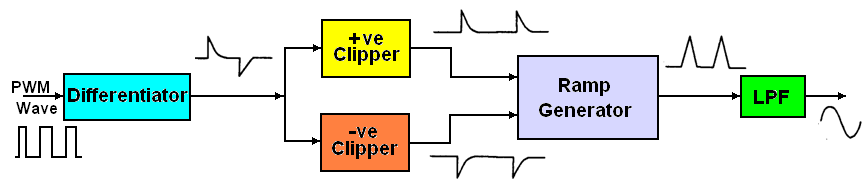 PWM
Wave
Differentiator
+ve
Clipper
-ve
Clipper
Ramp
Generator
LPF